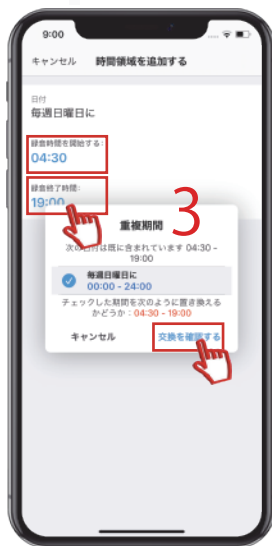 9:00
キャンセル 時間領域を追加する
日付
毎週日曜日に
録音時間を開始する:
04:30
録音終了時間:
19:00
3
重複期間
次の日付は既に含まれています 04:30 -
19:00
毎週日曜日に
00:00 - 24:00
チェックした期間を次のように置き換える
かどうか：04:30 - 19:00
キャンセル 交換を確認する